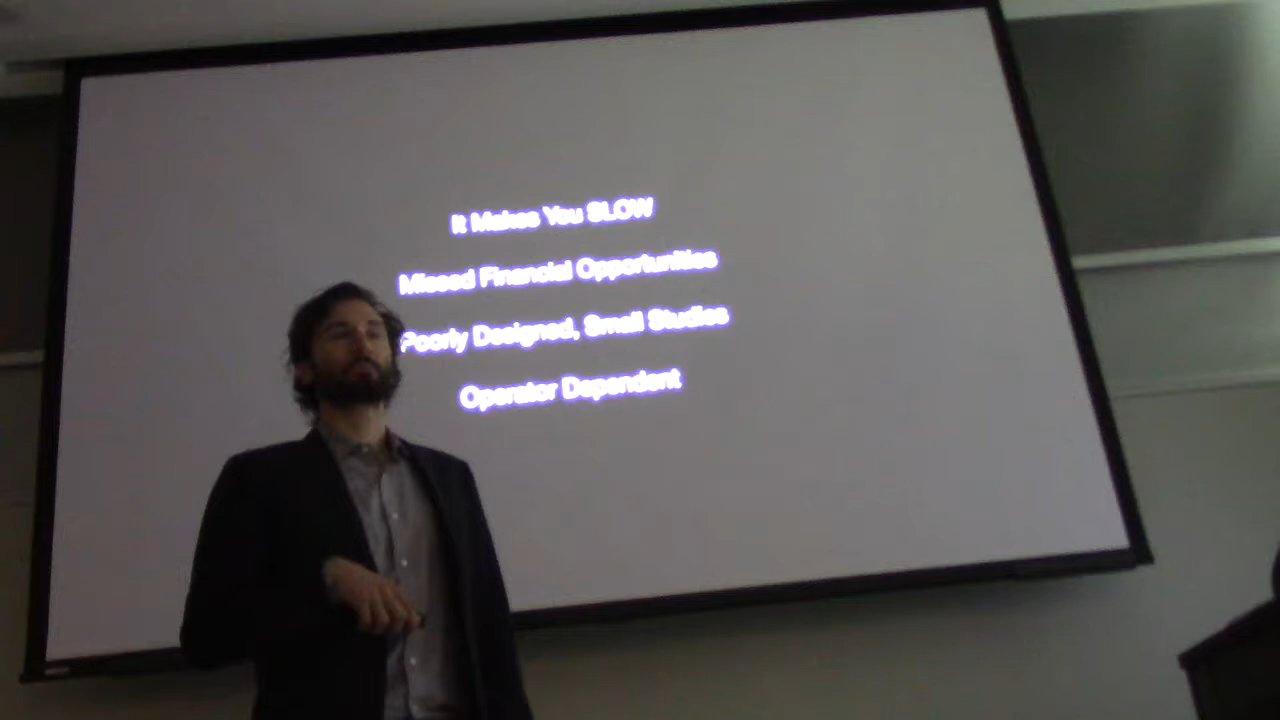 It Makes You SLOW
Missed Financial Opportunities
Poorly Designed, Small Studies
Operator Dependent